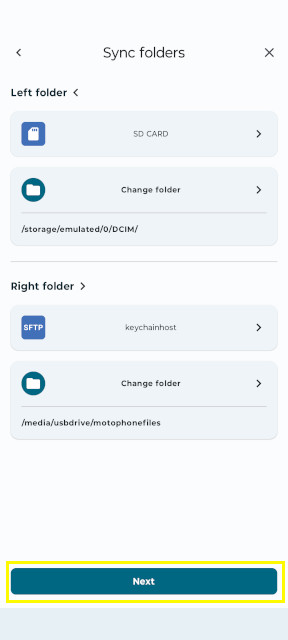 Sync folders
Left folder
SD CARD
Change folder
/storage/emulated/0/DCIM/
Right folder
SFTP keychainhost
Change folder
/media/usbdrive/motophonefiles
Next